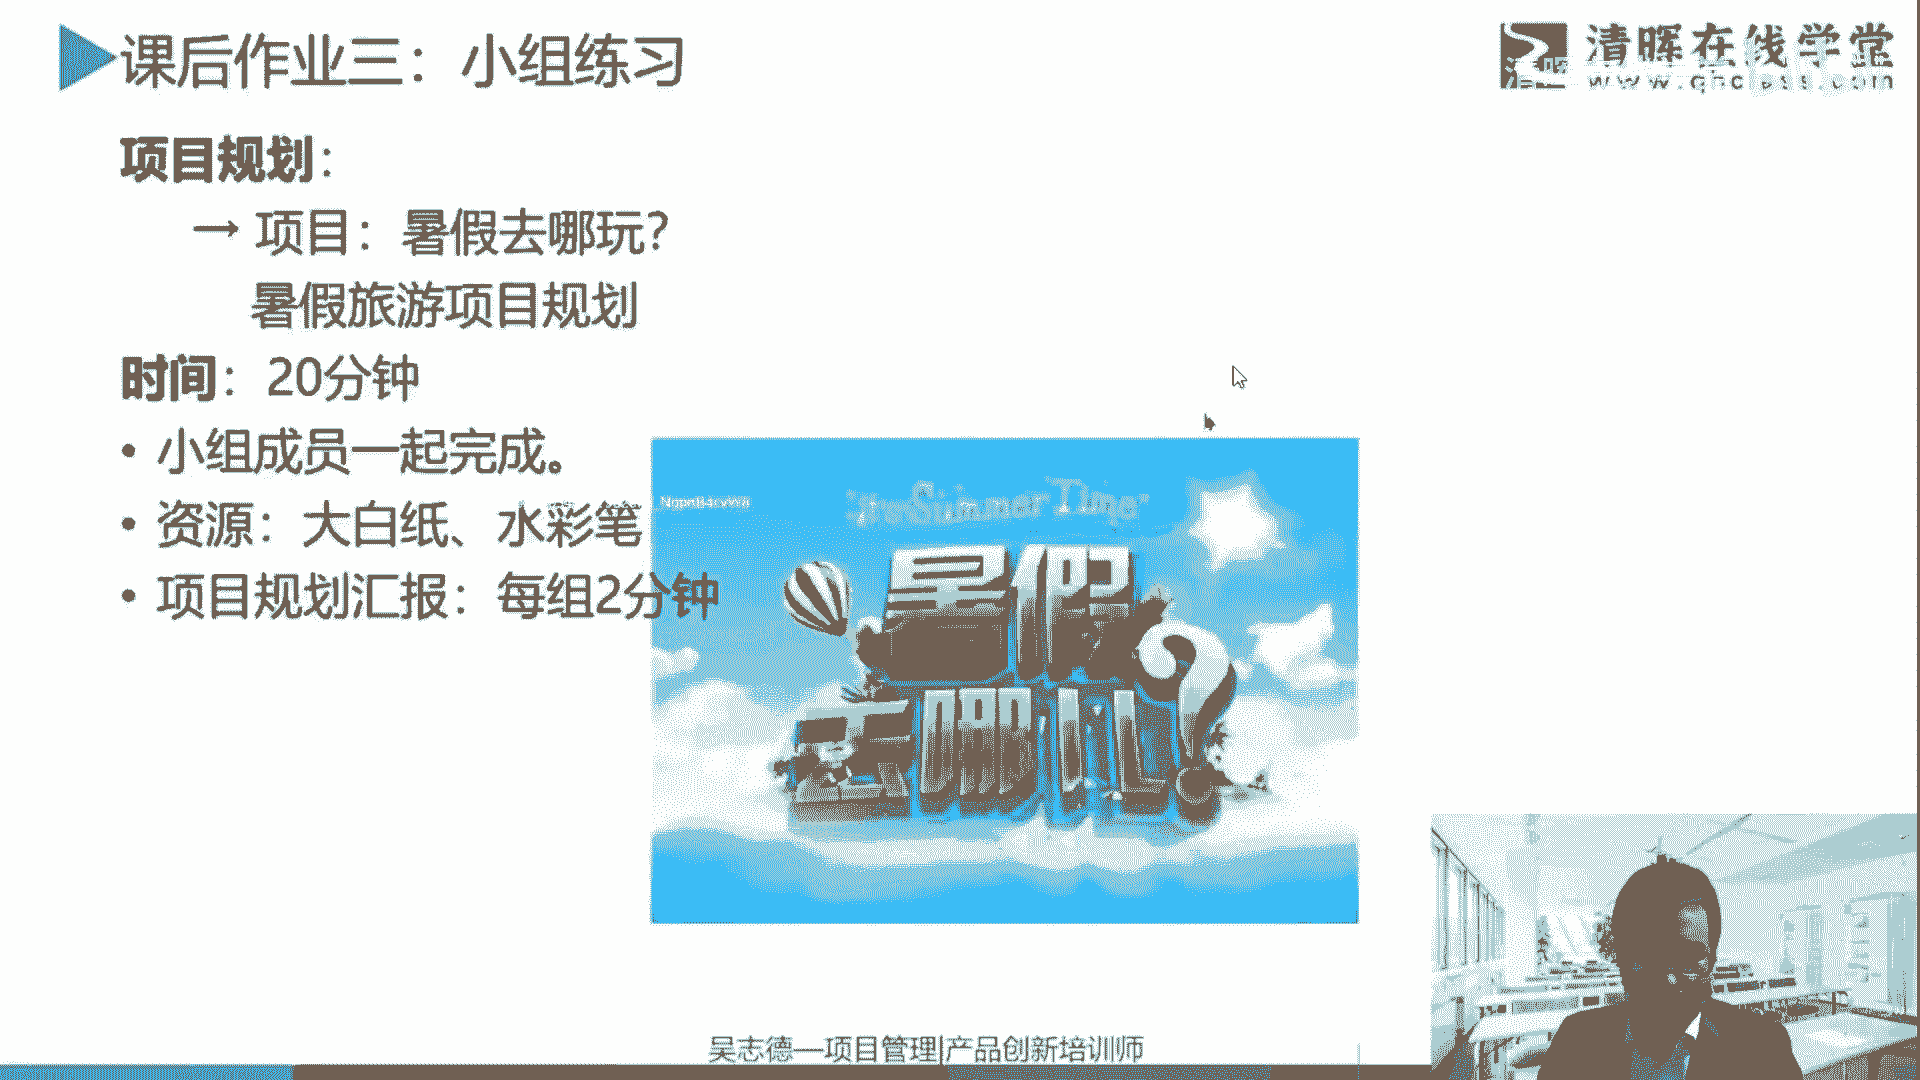 课后作业三：小组练习
清晖在线学堂
www.qhclass.com
项目规划：
→ 项目：暑假去哪玩？
暑假旅游项目规划
时间：20分钟
• 小组成员一起完成。
• 资源：大白纸、水彩笔
• 项目规划汇报：每组2分钟
Summer Time
暑假
去哪儿？
吴志德—项目管理|产品创新培训师